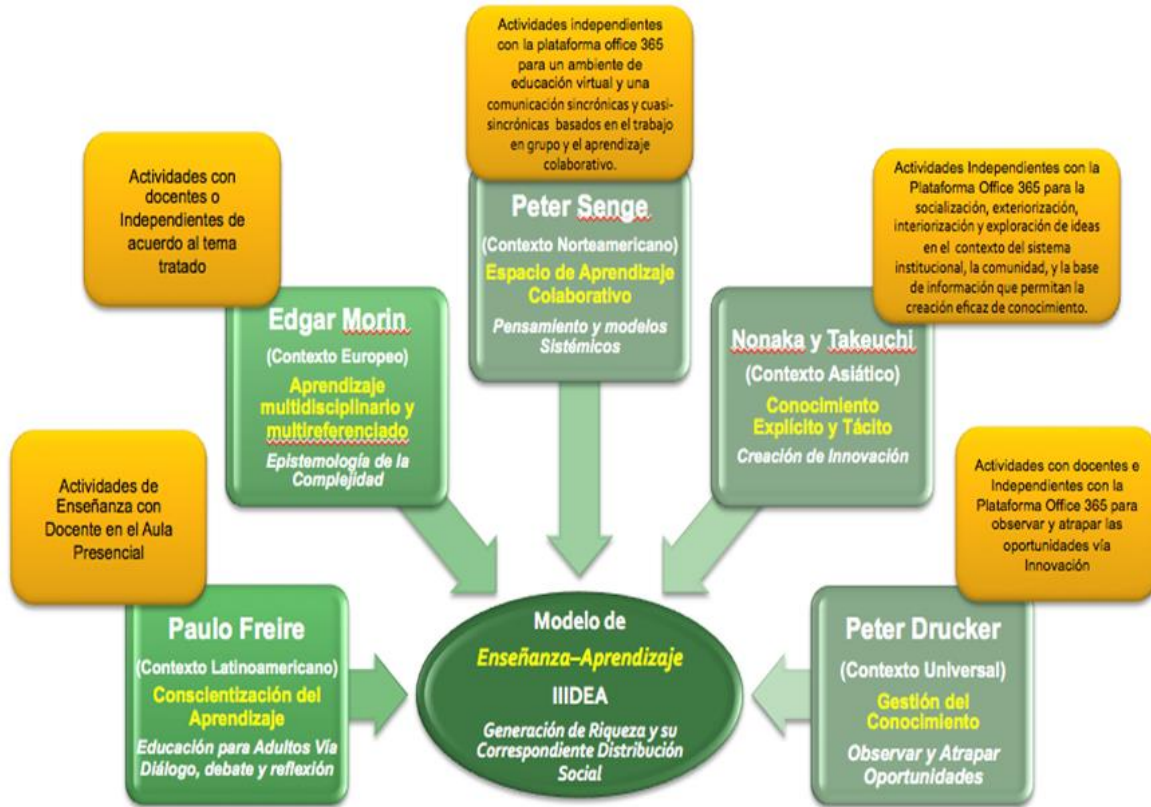 Actividades independientes
con la plataforma office 365
para un ambiente de
educación virtual y una
comunicación sincrónicas y cuasi-
sincrónicas basados en el trabajo
en grupo y el aprendizaje
colaborativo.
Peter Senge
(Contexto Norteamericano)
Espacio de Aprendizaje
Colaborativo
Pensamiento y modelos
Sistémicos
Actividades con
docentes o
Independientes de
acuerdo al tema
tratado
Edgar Morin
(Contexto Europeo)
Aprendizaje
multidisciplinario y
multireferenciado
Epistemología de la
Complejidad
Actividades Independientes con la
Plataforma Office 365 para la
socialización, exteriorización,
interiorización y exploración de ideas
en el contexto del sistema
institucional, la comunidad, y la base
de información que permitan la
creación eficaz de conocimiento.
Nonaka y Takeuchi
(Contexto Asiático)
Conocimiento
Explícito y Tácito
Creación de Innovación
Actividades de
Enseñanza con
Docente en el Aula
Presencial
Paulo Freire
(Contexto Latinoamericano)
Conscientización del
Aprendizaje
Educación para Adultos Vía
Diálogo, debate y reflexión
Modelo de
Enseñanza–Aprendizaje
IIIDEA
Generación de Riqueza y su
Correspondiente Distribución
Social
Actividades con docentes e
Independientes con la
Plataforma Office 365 para
observar y atrapar las
oportunidades vía
Innovación
Peter Drucker
(Contexto Universal)
Gestión del
Conocimiento
Observar y Atrapar
Oportunidades